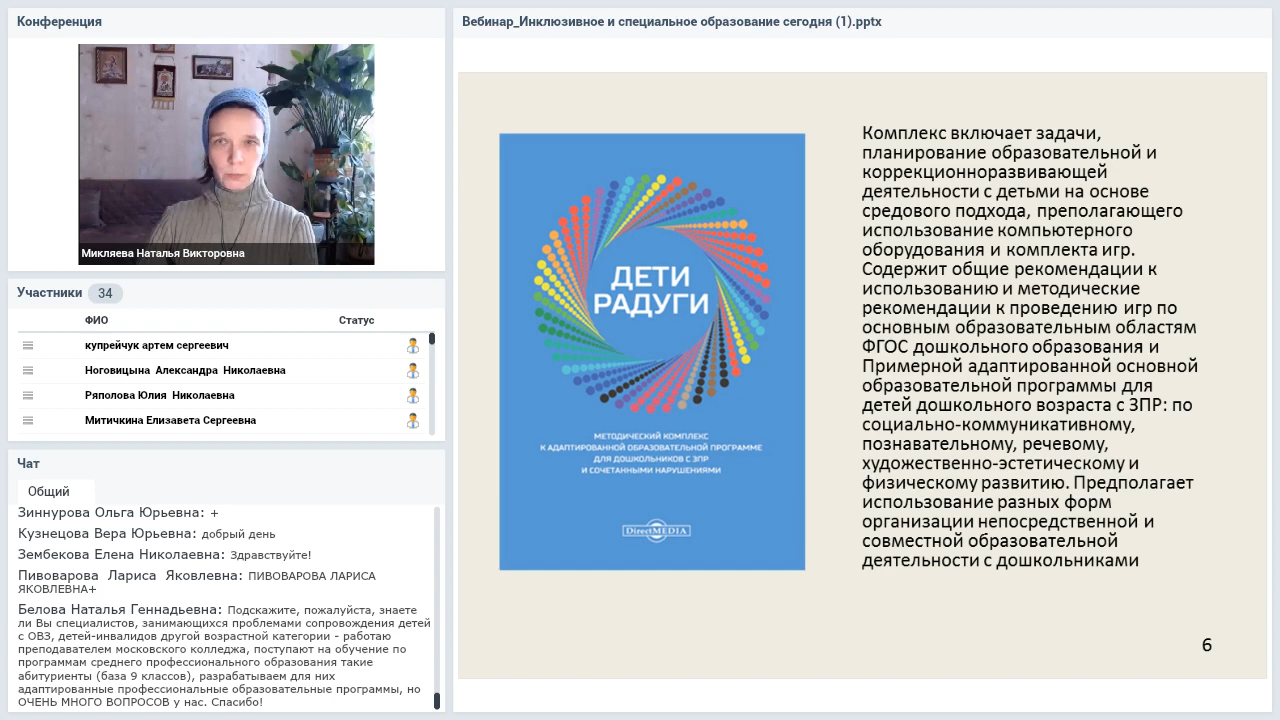 Конференция
Микляева Наталья Викторовна
Участники 34
ФИО Статус
купрейчук артем сергеевич
Ноговицына Александра Николаевна
Ряполова Юлия Николаевна
Митичкина Елизавета Сергеевна
Чат
Общий
Зиннурова Ольга Юрьевна: +
Кузнецова Вера Юрьевна: добрый день
Зембекова Елена Николаевна: Здравствуйте!
Пивоварова Лариса Яковлевна: ПИВОВАРОВА ЛАРИСА
ЯКОВЛЕВНА+
Белова Наталья Геннадьевна: Подскажите, пожалуйста, знаете
ли Вы специалистов, занимающихся проблемами сопровождения детей
с ОВЗ, детей-инвалидов другой возрастной категории - работаю
преподавателем московского колледжа, поступают на обучение по
программам среднего профессионального образования такие
абитуриенты (база 9 классов), разрабатываем для них
адаптированные профессиональные образовательные программы, но
ОЧЕНЬ МНОГО ВОПРОСОВ у нас. Спасибо!
Вебинар_Инклюзивное и специальное образование сегодня (1).pptx
ДЕТИ
РАДУГИ
МЕТОДИЧЕСКИЙ КОМПЛЕКС
К АДАПТИРОВАННОЙ ОБРАЗОВАТЕЛЬНОЙ ПРОГРАММЕ
ДЛЯ ДОШКОЛЬНИКОВ С ЗПР
И СОЧЕТАННЫМИ НАРУШЕНИЯМИ
DirectMEDIA
Комплекс включает задачи,
планирование образовательной и
коррекционноразвивающей
деятельности с детьми на основе
средового подхода, преполагающего
использование компьютерного
оборудования и комплекта игр.
Содержит общие рекомендации к
использованию и методические
рекомендации к проведению игр по
основным образовательным областям
ФГОС дошкольного образования и
Примерной адаптированной основной
образовательной программы для
детей дошкольного возраста с ЗПР: по
социально-коммуникативному,
познавательному, речевому,
художественно-эстетическому и
физическому развитию. Предполагает
использование разных форм
организации непосредственной и
совместной образовательной
деятельности с дошкольниками
6